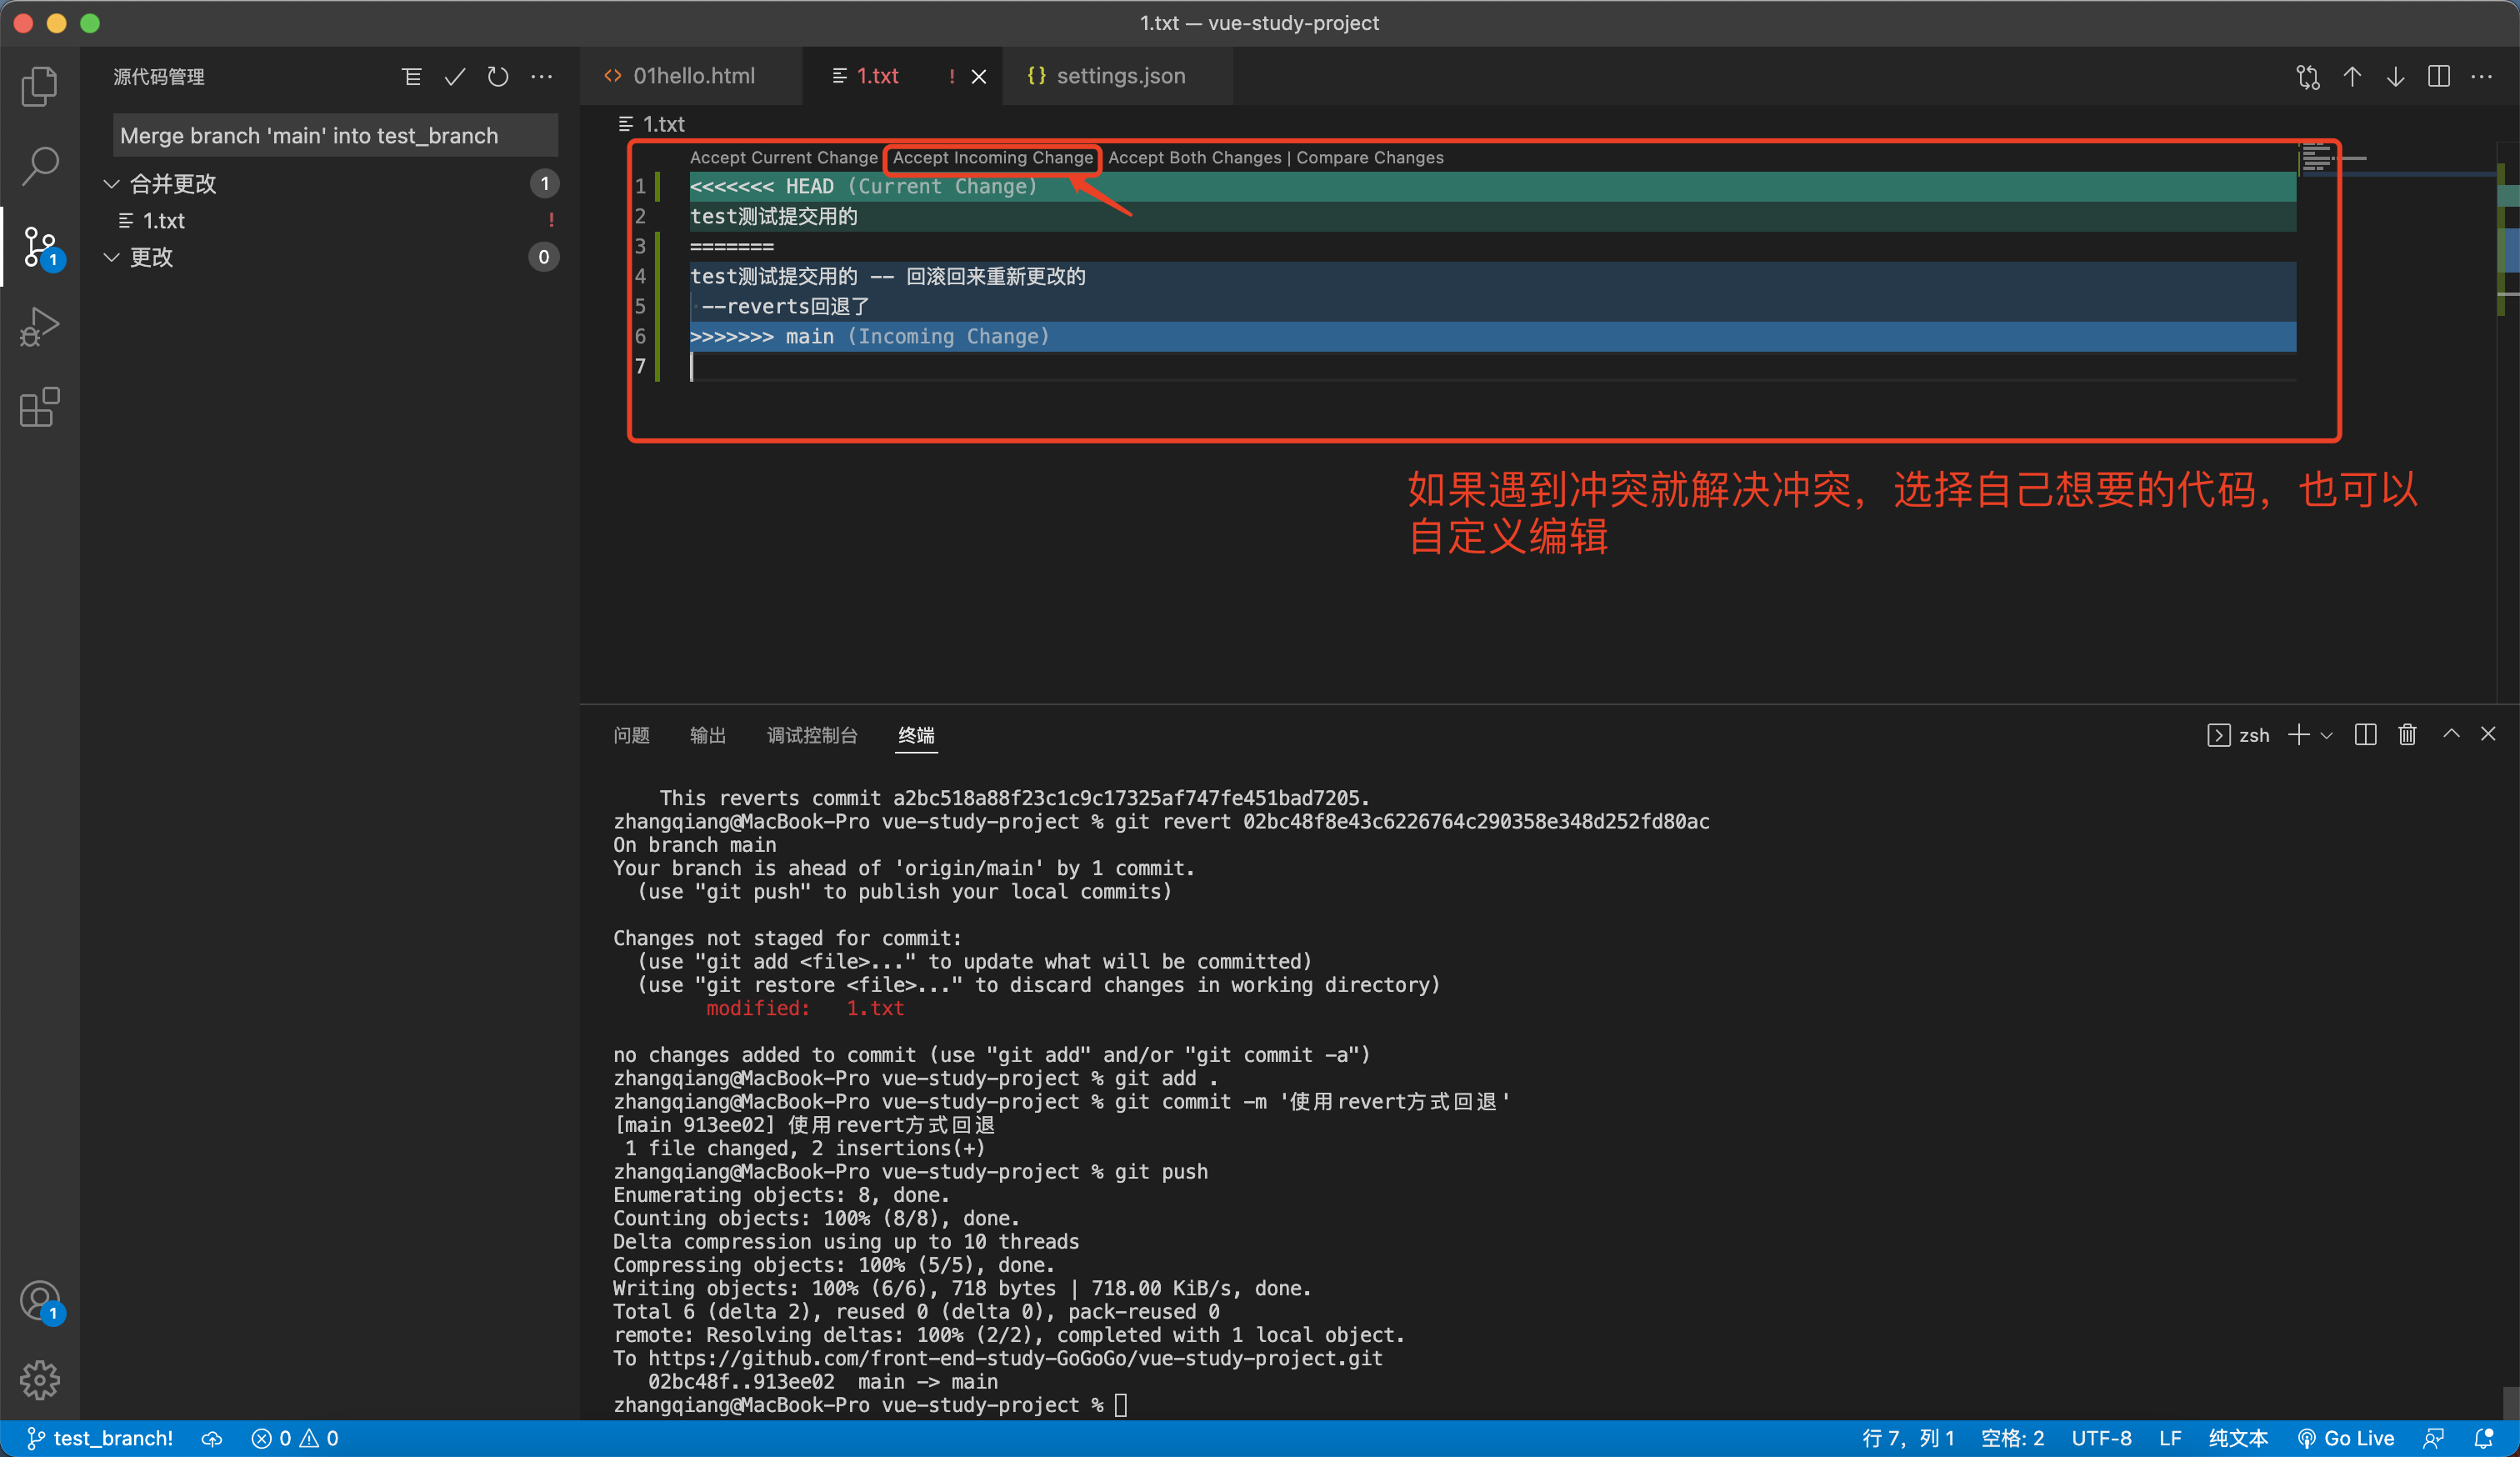 1.txt — vue-study-project
源代码管理
01hello.html
1.txt !
settings.json
Merge branch 'main' into test_branch
合并更改 1
1.txt !
更改 0
1
1.txt
Accept Current Change | Accept Incoming Change | Accept Both Changes | Compare Changes
1 <<<<<<< HEAD (Current Change)
2 test测试提交用的
3 =======
4 test测试提交用的 -- 回滚回来重新更改的
5 --reverts回退了
6 >>>>>>> main (Incoming Change)
7
如果遇到冲突就解决冲突，选择自己想要的代码，也可以
自定义编辑
问题 输出 调试控制台 终端
zsh
This reverts commit a2bc518a88f23c1c9c17325af747fe451bad7205.
zhangqiang@MacBook-Pro vue-study-project % git revert 02bc48f8e43c6226764c290358e348d252fd80ac
On branch main
Your branch is ahead of 'origin/main' by 1 commit.
(use "git push" to publish your local commits)
Changes not staged for commit:
(use "git add <file>..." to update what will be committed)
(use "git restore <file>..." to discard changes in working directory)
modified: 1.txt
no changes added to commit (use "git add" and/or "git commit -a")
zhangqiang@MacBook-Pro vue-study-project % git add .
zhangqiang@MacBook-Pro vue-study-project % git commit -m '使用revert方式回退'
[main 913ee02] 使用revert方式回退
1 file changed, 2 insertions(+)
zhangqiang@MacBook-Pro vue-study-project % git push
Enumerating objects: 8, done.
Counting objects: 100% (8/8), done.
Delta compression using up to 10 threads
Compressing objects: 100% (5/5), done.
Writing objects: 100% (6/6), 718 bytes | 718.00 KiB/s, done.
Total 6 (delta 2), reused 0 (delta 0), pack-reused 0
remote: Resolving deltas: 100% (2/2), completed with 1 local object.
To https://github.com/front-end-study-GoGoGo/vue-study-project.git
02bc48f..913ee02 main -> main
zhangqiang@MacBook-Pro vue-study-project %
1
test_branch! 0 0
行 7，列 1 空格: 2 UTF-8 LF 纯文本 Go Live